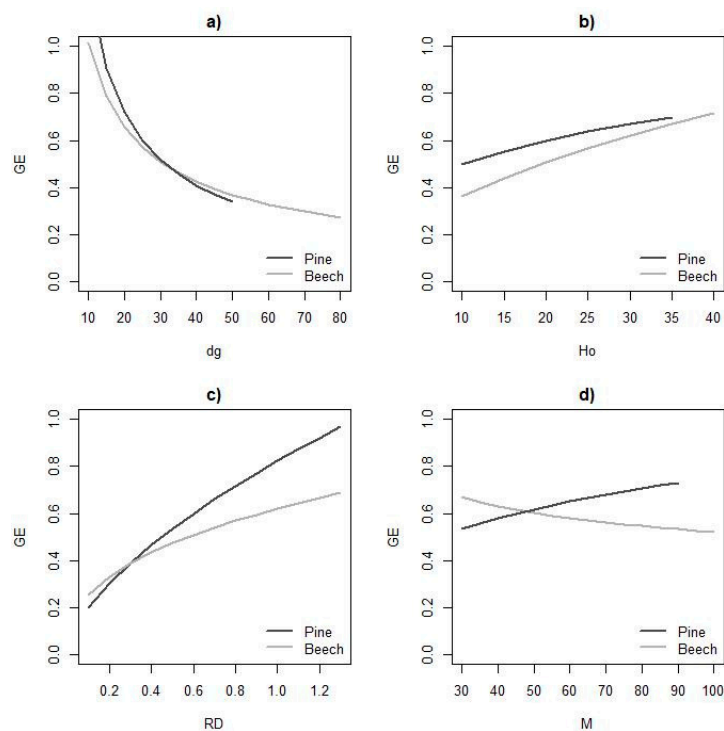 a)
GE
1.0
0.8
0.6
0.4
0.2
0.0
Pine
Beech
10 20 30 40 50 60 70 80
dg
b)
GE
1.0
0.8
0.6
0.4
0.2
0.0
Pine
Beech
10 15 20 25 30 35 40
Ho
c)
GE
1.0
0.8
0.6
0.4
0.2
0.0
Pine
Beech
0.2 0.4 0.6 0.8 1.0 1.2
RD
d)
GE
1.0
0.8
0.6
0.4
0.2
0.0
Pine
Beech
30 40 50 60 70 80 90 100
M